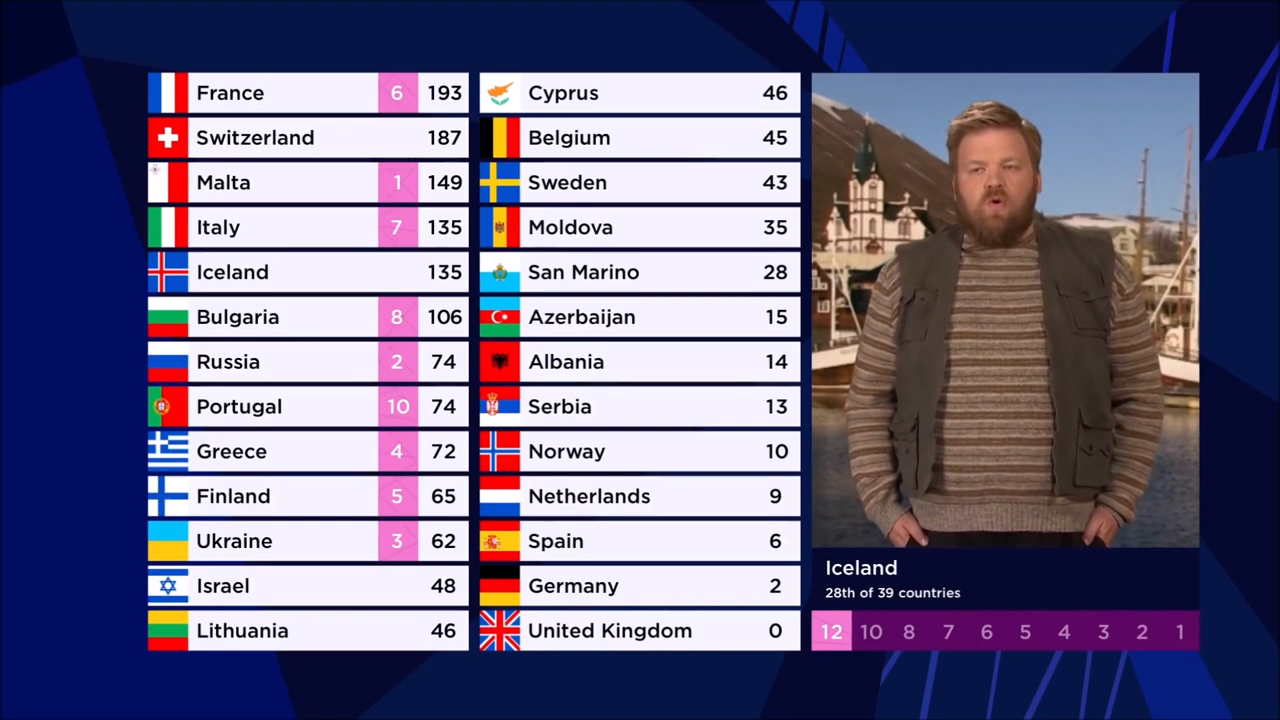 France 6 193
Switzerland 187
Malta 1 149
Italy 7 135
Iceland 135
Bulgaria 8 106
Russia 2 74
Portugal 10 74
Greece 4 72
Finland 5 65
Ukraine 3 62
Israel 48
Lithuania 46
Cyprus 46
Belgium 45
Sweden 43
Moldova 35
San Marino 28
Azerbaijan 15
Albania 14
Serbia 13
Norway 10
Netherlands 9
Spain 6
Germany 2
United Kingdom 0
Iceland
28th of 39 countries
12 10 8 7 6 5 4 3 2 1